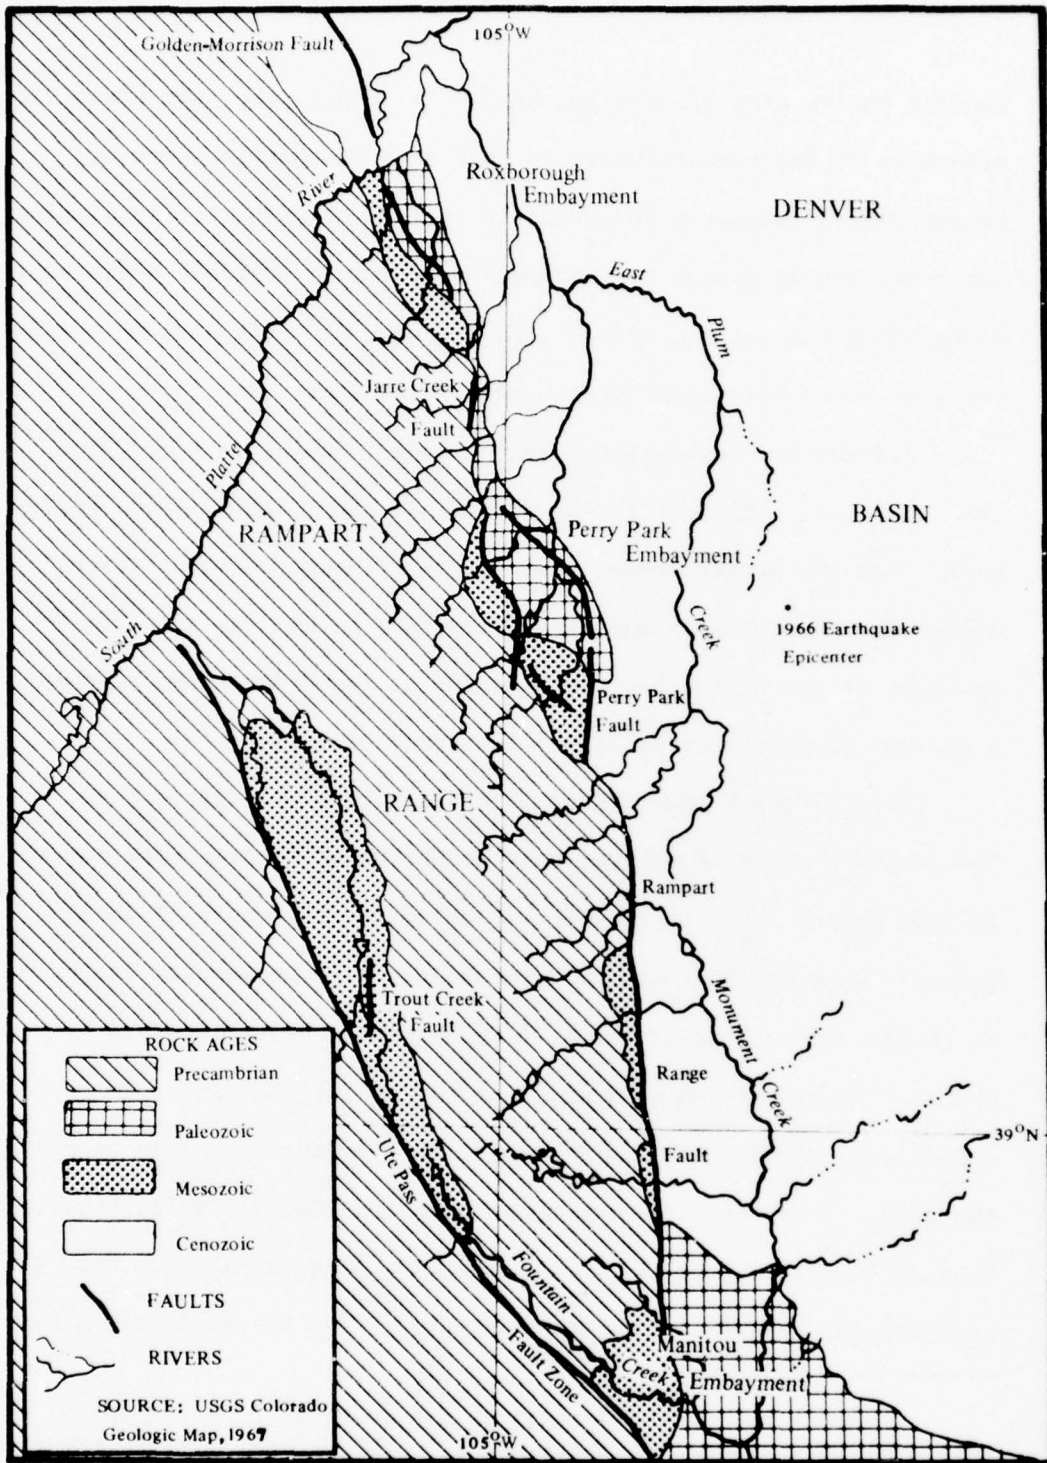 105°W
Golden-Morrison Fault
Roxborough
Embayment
River
DENVER
East
Plum
Jarre Creek
Fault
Platte
RAMPART
BASIN
Perry Park
Embayment
South
Creek
1966 Earthquake
Epicenter
Perry Park
Fault
RANGE
Rampart
Trout Creek
Fault
Monument
Creek
Range
39°N
Fault
Ute Pass
Fountain
Creek
Fault Zone
Manitou
Embayment
105°W
ROCK AGES
Precambrian
Paleozoic
Mesozoic
Cenozoic
FAULTS
RIVERS
SOURCE: USGS Colorado
Geologic Map, 1967